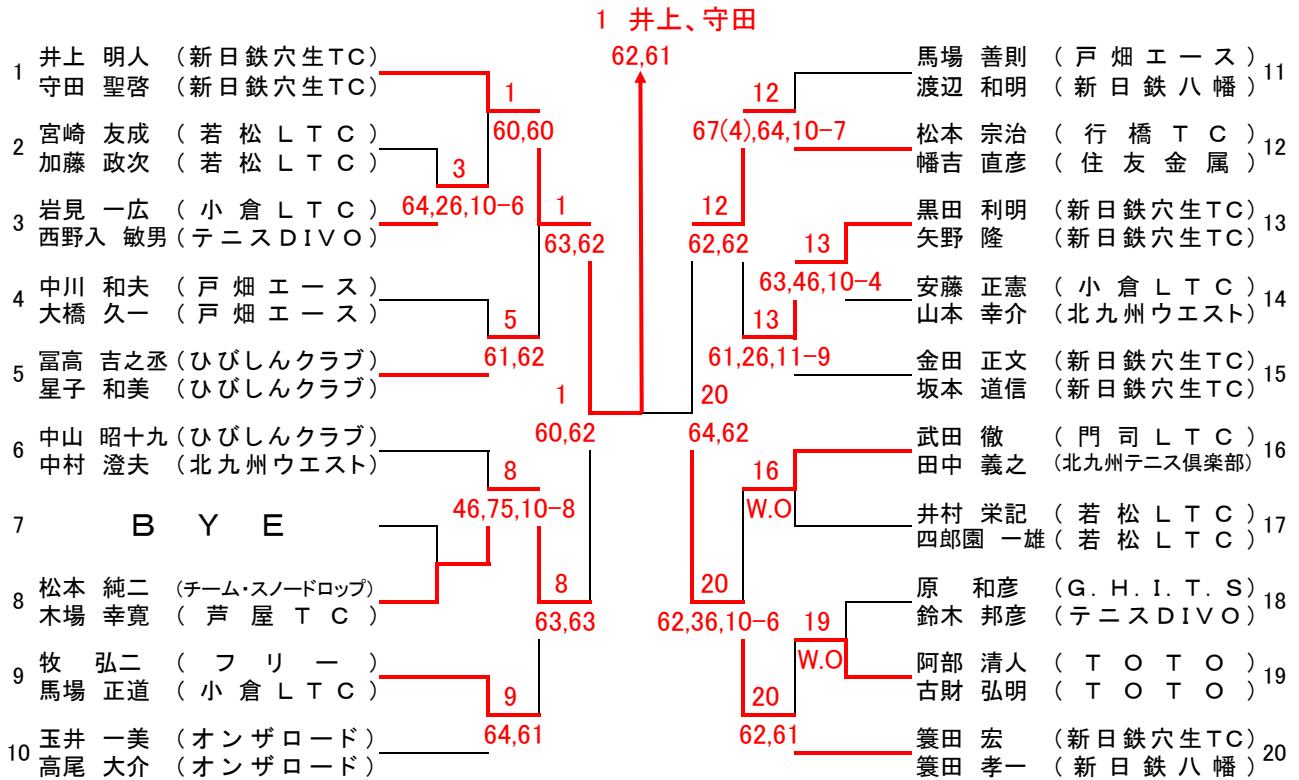 1 井上、守田
62,61
1 井上 明人 (新日鉄穴生TC)
守田 聖啓 (新日鉄穴生TC)
2 宮崎 友成 (若松LTC)
加藤 政次 (若松LTC)
3 岩見 一広 (小倉LTC)
西野入 敏男 (テニスDIVO)
4 中川 和夫 (戸畑エース)
大橋 久一 (戸畑エース)
5 冨高 吉之丞 (ひびしんクラブ)
星子 和美 (ひびしんクラブ)
6 中山 昭十九 (ひびしんクラブ)
中村 澄夫 (北九州ウエスト)
7 BYE
8 松本 純二 (チーム・スノードロップ)
木場 幸寛 (芦屋TC)
9 牧 弘二 (フリー)
馬場 正道 (小倉LTC)
10 玉井 一美 (オンザロード)
高尾 大介 (オンザロード)
1
60,60
3
64,26,10-6
1
63,62
5
61,62
1
60,62
8
46,75,10-8
8
63,63
9
64,61
12
67(4),64,10-7
12
62,62
13
63,46,10-4
13
61,26,11-9
20
64,62
16
W.O
20
62,36,10-6
19
W.O
20
62,61
馬場 善則 (戸畑エース) 11
渡辺 和明 (新日鉄八幡)
松本 宗治 (行橋TC) 12
幡吉 直彦 (住友金属)
黒田 利明 (新日鉄穴生TC) 13
矢野 隆 (新日鉄穴生TC)
安藤 正憲 (小倉LTC) 14
山本 幸介 (北九州ウエスト)
金田 正文 (新日鉄穴生TC) 15
坂本 道信 (新日鉄穴生TC)
武田 徹 (門司LTC) 16
田中 義之 (北九州テニス倶楽部)
井村 栄記 (若松LTC) 17
四郎園 一雄 (若松LTC)
原 和彦 (G.H.I.T.S) 18
鈴木 邦彦 (テニスDIVO)
阿部 清人 (TOTO) 19
古財 弘明 (TOTO)
簑田 宏 (新日鉄穴生TC) 20
簑田 孝一 (新日鉄八幡)